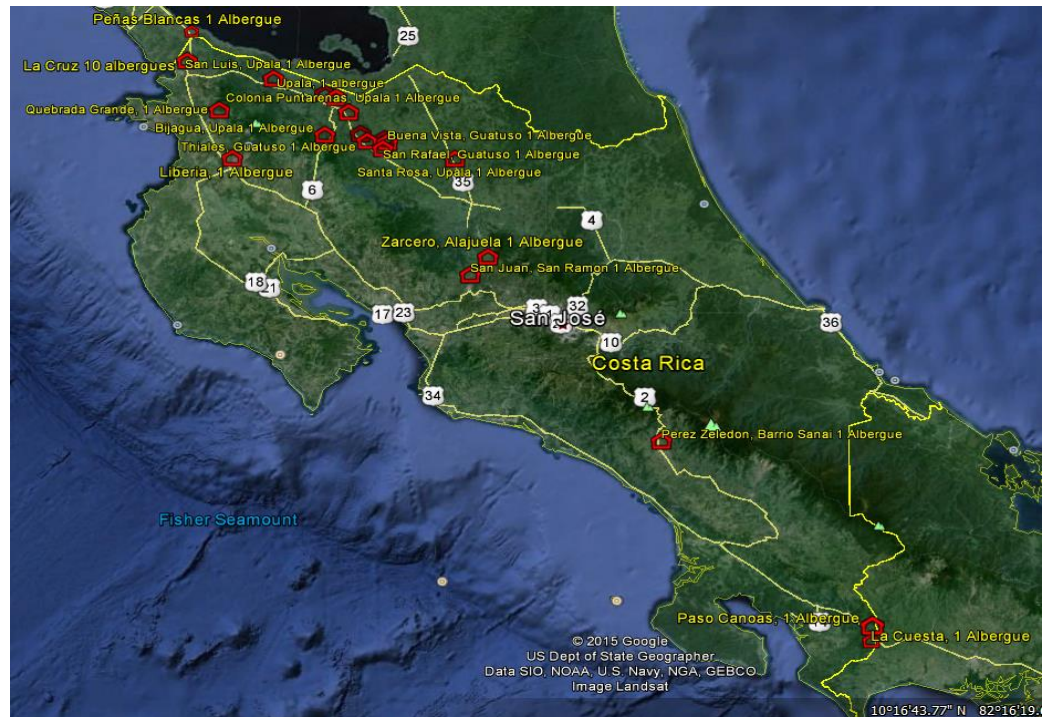 Peñas Blancas 1 Albergue
25
La Cruz 10 albergues
San Luis, Upala 1 Albergue
Upala, 1 albergue
Colonia Puntarenas, Upala 1 Albergue
Quebrada Grande, 1 Albergue
Bijagua, Upala 1 Albergue
Buena Vista, Guatuso 1 Albergue
Thiales, Guatuso 1 Albergue
San Rafael, Guatuso 1 Albergue
Liberia, 1 Albergue
Santa Rosa, Upala 1 Albergue
35
6
4
Zarcero, Alajuela 1 Albergue
San Juan, San Ramon 1 Albergue
18
21
17
23
3
32
San José
36
10
Costa Rica
34
2
Perez Zeledon, Barrio Sanai 1 Albergue
Fisher Seamount
Paso Canoas, 1 Albergue
La Cuesta, 1 Albergue
© 2015 Google
US Dept of State Geographer
Data SIO, NOAA, U.S. Navy, NGA, GEBCO
Image Landsat
10°16'43.77" N 82°16'19.